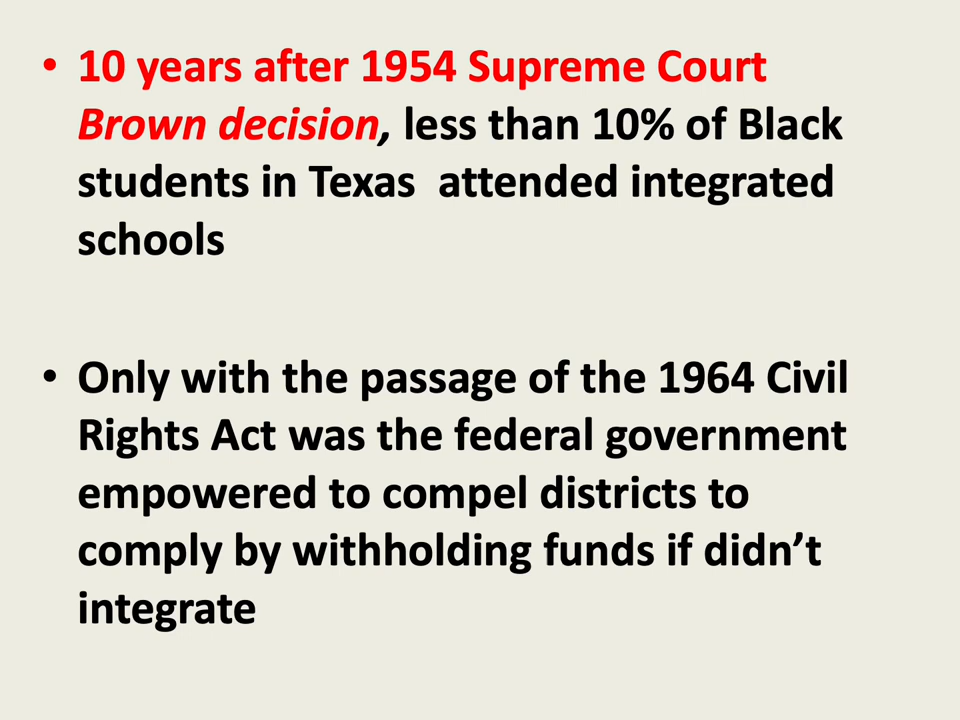 • 10 years after 1954 Supreme Court
Brown decision, less than 10% of Black
students in Texas  attended integrated
schools
• Only with the passage of the 1964 Civil
Rights Act was the federal government
empowered to compel districts to
comply by withholding funds if didn’t
integrate